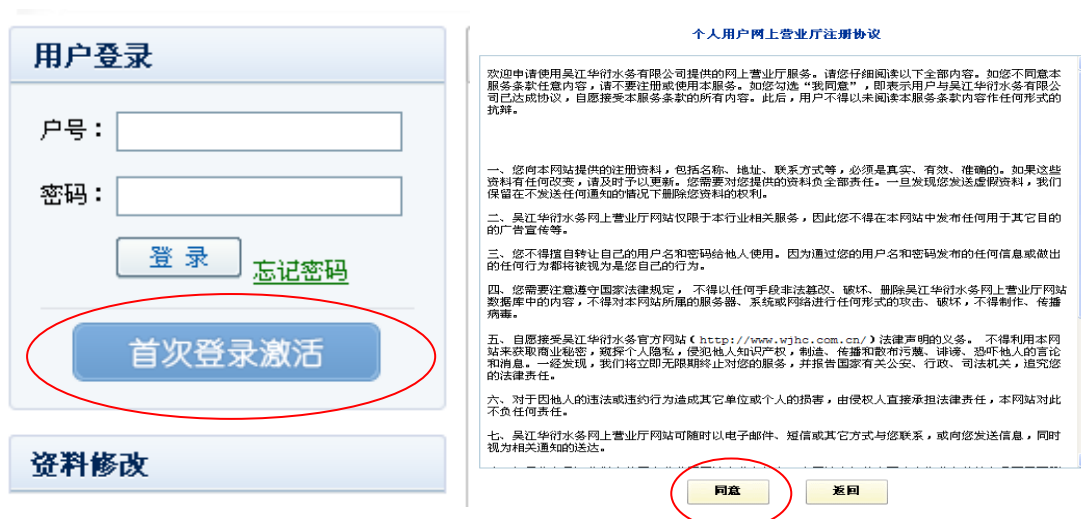 用户登录
户号：
密码：
登 录
忘记密码
首次登录激活
资料修改
个人用户网上营业厅注册协议
欢迎申请使用吴江华衍水务有限公司提供的网上营业厅服务。请您仔细阅读以下全部内容。如您不同意本
服务条款任意内容，请不要注册或使用本服务。如您勾选“我同意”，即表示用户与吴江华衍水务有限公
司已达成协议，自愿接受本服务条款的所有内容。此后，用户不得以未阅读本服务条款内容作任何形式的
抗辩。
一、您向本网站提供的注册资料，包括名称、地址、联系方式等，必须是真实、有效、准确的。如果这些
资料有任何改变，请及时予以更新。您需要对您提供的资料负全部责任。一旦发现您发送虚假资料，我们
保留在不发送任何通知的情况下删除您资料的权利。
二、吴江华衍水务网上营业厅网站仅限于本行业相关服务，因此您不得在本网站中发布任何用于其它目的
的广告宣传等。
三、您不得擅自转让自己的用户名和密码给他人使用。因为通过您的用户名和密码发布的任何信息或做出
的任何行为都将被视为是您自己的行为。
四、您需要注意遵守国家法律规定， 不得以任何手段非法篡改、破坏、删除吴江华衍水务网上营业厅网站
数据库中的内容，不得对本网站所属的服务器、系统或网络进行任何形式的攻击、破坏，不得制作、传播
病毒。
五、自愿接受吴江华衍水务官方网站（http://www.wjhc.com.cn/）法律声明的义务。 不得利用本网
站来获取商业秘密，窥探个人隐私，侵犯他人知识产权，制造、传播和散布污蔑、诽谤、恐吓他人的言论
和消息。一经发现，我们将立即无限期终止对您的服务，并报告国家有关公安、行政、司法机关，追究您
的法律责任。
六、对于因他人的违法或违约行为造成其它单位或个人的损害，由侵权人直接承担法律责任，本网站对此
不负任何责任。
七、吴江华衍水务网上营业厅网站可随时以电子邮件、短信或其它方式与您联系，或向您发送信息，同时
视为相关通知的送达。
同意
返回